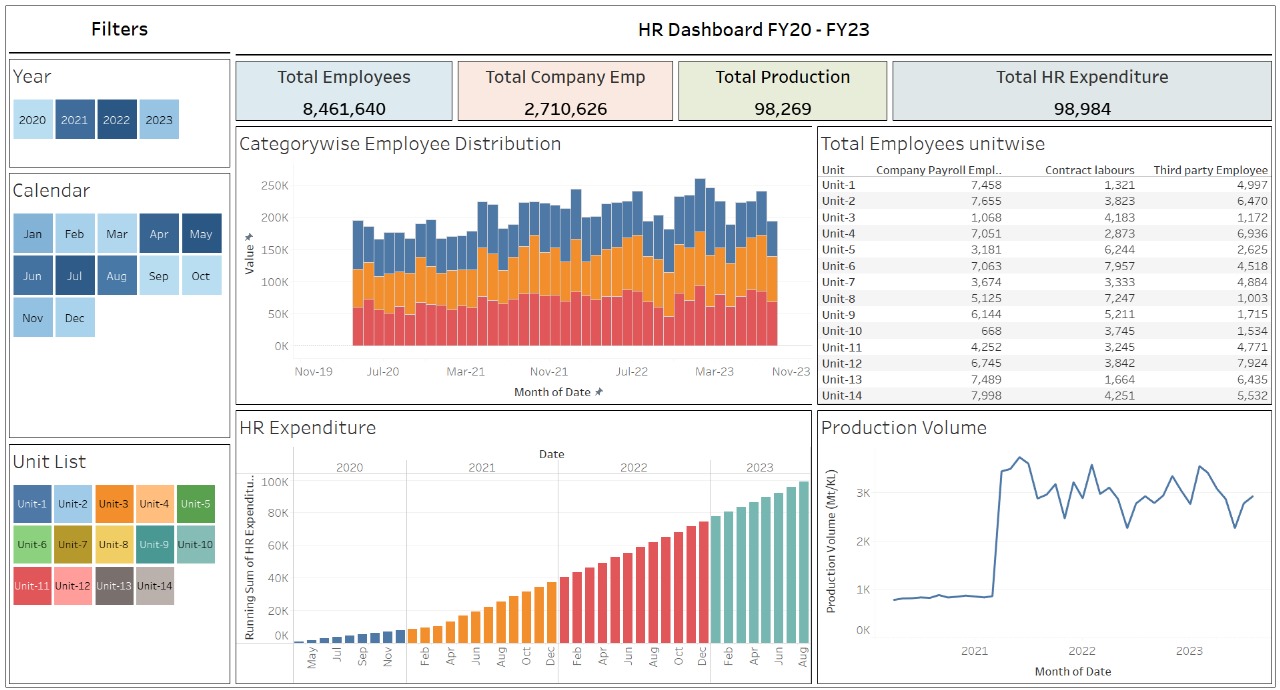 Filters
HR Dashboard FY20 - FY23
Year
2020 2021 2022 2023
Calendar
Jan Feb Mar Apr May
Jun Jul Aug Sep Oct
Nov Dec
Unit List
Unit-1 Unit-2 Unit-3 Unit-4 Unit-5
Unit-6 Unit-7 Unit-8 Unit-9 Unit-10
Unit-11 Unit-12 Unit-13 Unit-14
Total Employees
8,461,640
Total Company Emp
2,710,626
Total Production
98,269
Total HR Expenditure
98,984
Categorywise Employee Distribution
Value
250K
200K
150K
100K
50K
0K
Nov-19 Jul-20 Mar-21 Nov-21 Jul-22 Mar-23 Nov-23
Month of Date
Total Employees unitwise
Unit Company Payroll Empl.. Contract labours Third party Employee
Unit-1 7,458 1,321 4,997
Unit-2 7,655 3,823 6,470
Unit-3 1,068 4,183 1,172
Unit-4 7,051 2,873 6,936
Unit-5 3,181 6,244 2,625
Unit-6 7,063 7,957 4,518
Unit-7 3,674 3,333 4,884
Unit-8 5,125 7,247 1,003
Unit-9 6,144 5,211 1,715
Unit-10 668 3,745 1,534
Unit-11 4,252 3,245 4,771
Unit-12 6,745 3,842 7,924
Unit-13 7,489 1,664 6,435
Unit-14 7,998 4,251 5,532
HR Expenditure
Date
2020 2021 2022 2023
Running Sum of HR Expenditu..
100K
80K
60K
40K
20K
0K
May Jul Sep Nov Feb Apr Jun Aug Oct Dec Feb Apr Jun Aug Oct Dec Feb Apr Jun Aug
Production Volume
Production Volume (Mt/KL)
3K
2K
1K
0K
2021 2022 2023
Month of Date